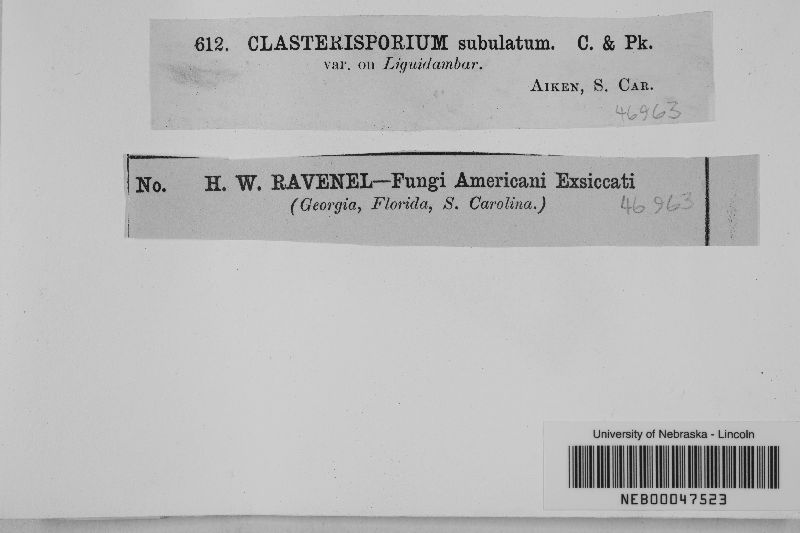 612. CLASTERISPORIUM subulatum. C. & Pk.
var. on Liquidambar.
AIKEN, S. CAR.
46963
No. H. W. RAVENEL—Fungi Americani Exsiccati
(Georgia, Florida, S. Carolina.)
46963
University of Nebraska - Lincoln
NEB00047523